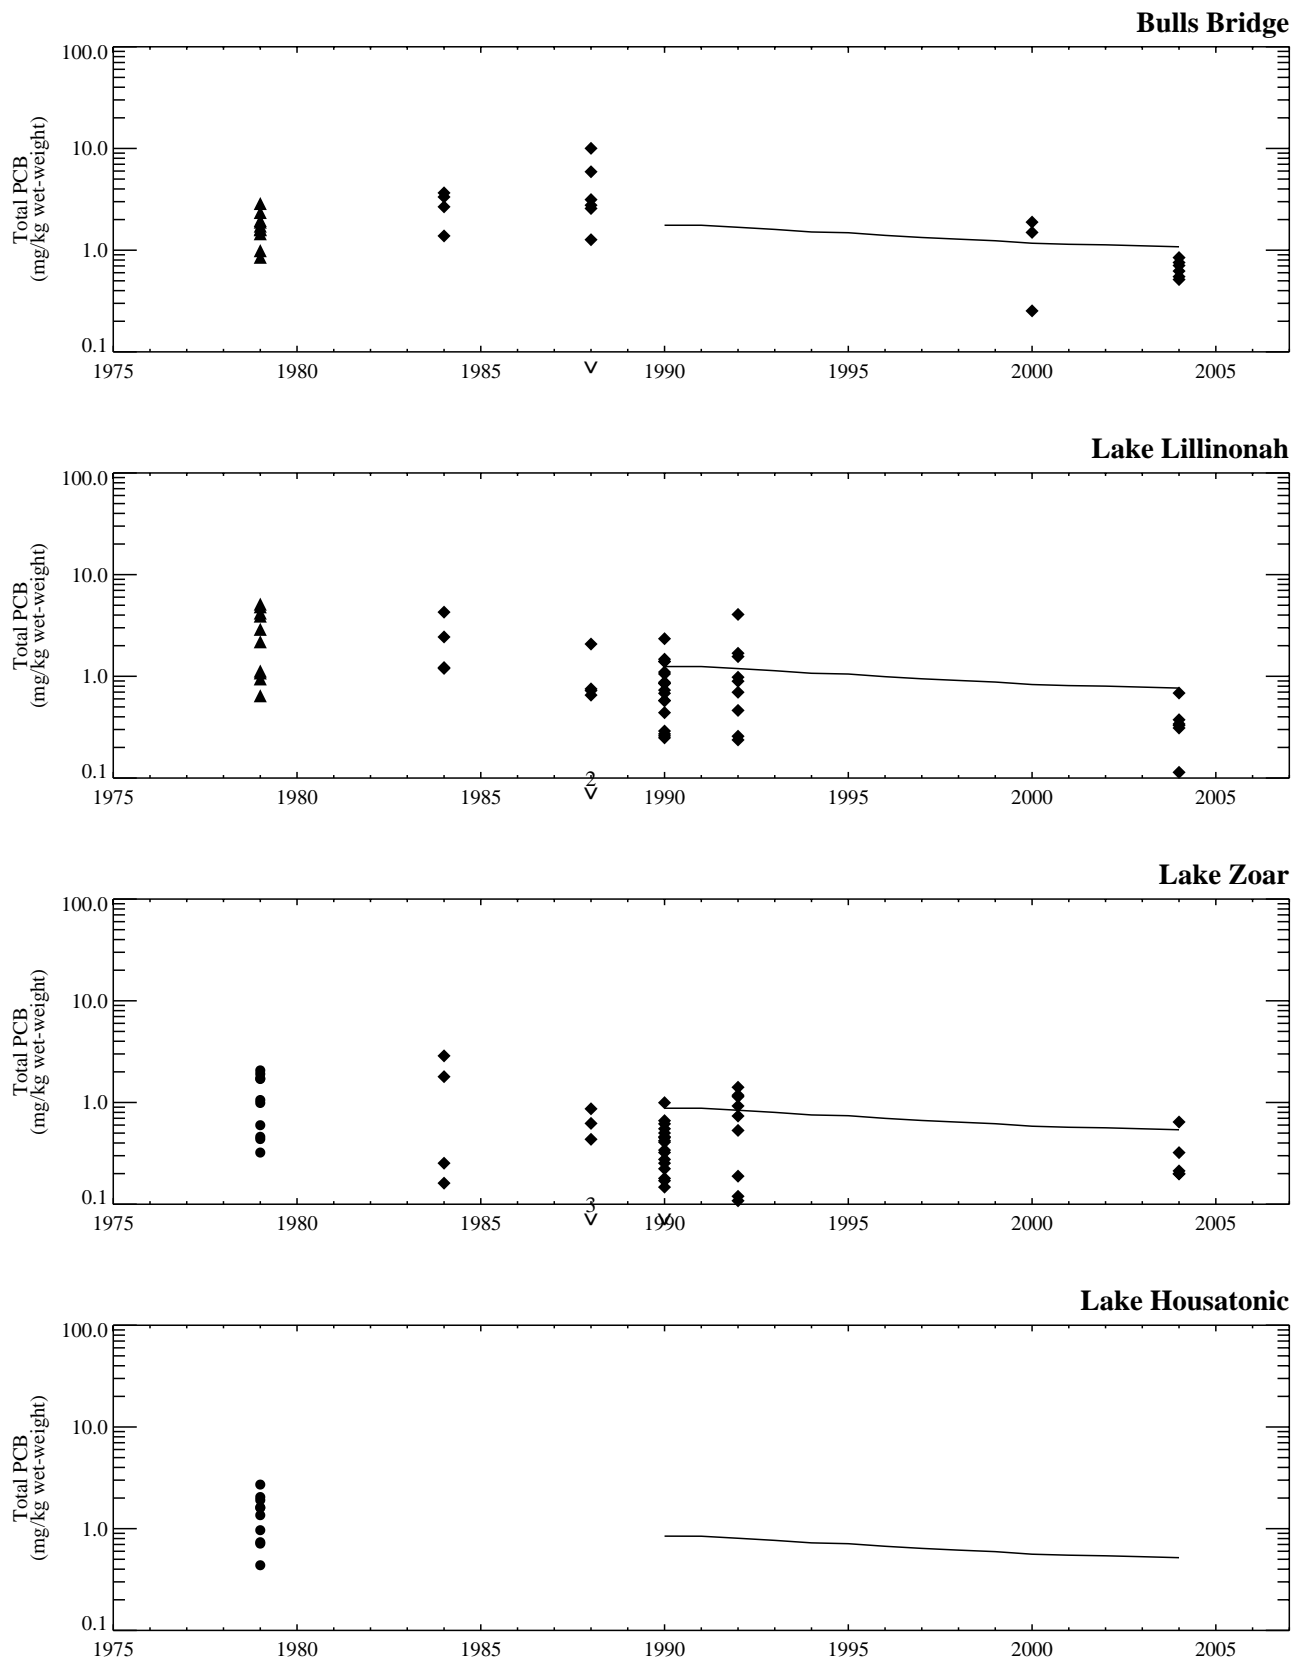 Bulls Bridge
100.0
10.0
1.0
0.1
Total PCB
(mg/kg wet-weight)
1975 1980 1985 V 1990 1995 2000 2005
Lake Lillinonah
100.0
10.0
1.0
0.1
Total PCB
(mg/kg wet-weight)
2
1975 1980 1985 V 1990 1995 2000 2005
Lake Zoar
100.0
10.0
1.0
0.1
Total PCB
(mg/kg wet-weight)
3
V V
1975 1980 1985 1990 1995 2000 2005
Lake Housatonic
100.0
10.0
1.0
0.1
Total PCB
(mg/kg wet-weight)
1975 1980 1985 1990 1995 2000 2005